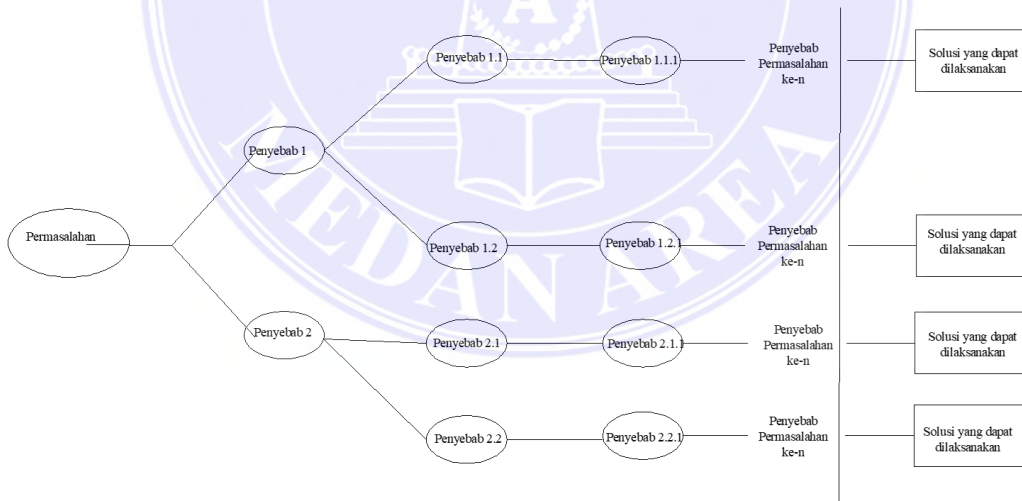 A
MEDAN AREA
Penyebab 1.1
Penyebab 1.1.1
Penyebab
Permasalahan
ke-n
Solusi yang dapat
dilaksanakan
Penyebab 1
Permasalahan
Penyebab 1.2
Penyebab 1.2.1
Penyebab
Permasalahan
ke-n
Solusi yang dapat
dilaksanakan
Penyebab 2
Penyebab 2.1
Penyebab 2.1.1
Penyebab
Permasalahan
ke-n
Solusi yang dapat
dilaksanakan
Penyebab 2.2
Penyebab 2.2.1
Penyebab
Permasalahan
ke-n
Solusi yang dapat
dilaksanakan